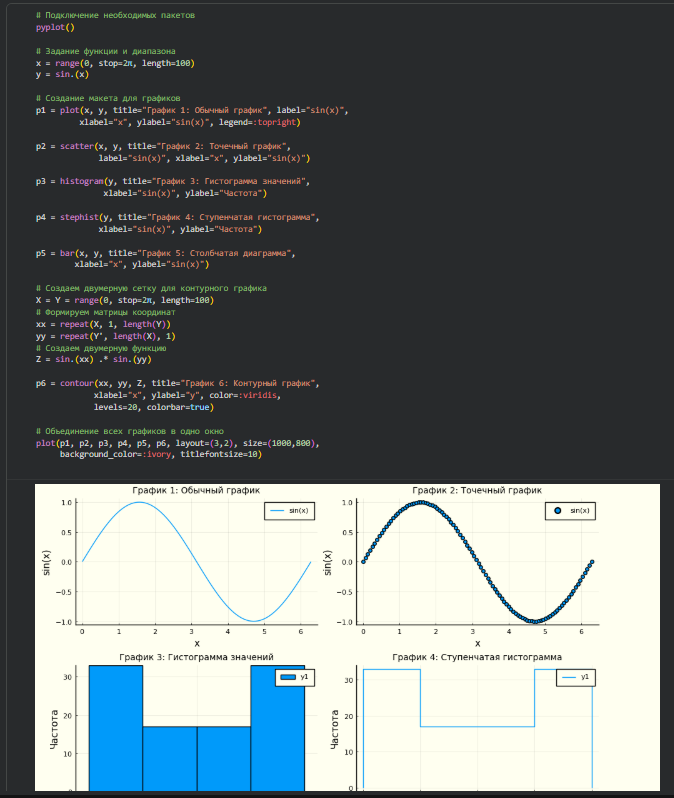 # Подключение необходимых пакетов
pyplot()
# Задание функции и диапазона
x = range(0, stop=2π, length=100)
y = sin.(x)
# Создание макета для графиков
p1 = plot(x, y, title="График 1: Обычный график", label="sin(x)",
xlabel="x", ylabel="sin(x)", legend=:topright)
p2 = scatter(x, y, title="График 2: Точечный график",
label="sin(x)", xlabel="x", ylabel="sin(x)")
p3 = histogram(y, title="График 3: Гистограмма значений",
xlabel="sin(x)", ylabel="Частота")
p4 = stephist(y, title="График 4: Ступенчатая гистограмма",
xlabel="sin(x)", ylabel="Частота")
p5 = bar(x, y, title="График 5: Столбчатая диаграмма",
xlabel="x", ylabel="sin(x)")
# Создаем двумерную сетку для контурного графика
X = Y = range(0, stop=2π, length=100)
# Формируем матрицы координат
xx = repeat(X, 1, length(Y))
yy = repeat(Y', length(X), 1)
# Создаем двумерную функцию
Z = sin.(xx) .* sin.(yy)
p6 = contour(xx, yy, Z, title="График 6: Контурный график",
xlabel="x", ylabel="y", color=:viridis,
levels=20, colorbar=true)
# Объединение всех графиков в одно окно
plot(p1, p2, p3, p4, p5, p6, layout=(3,2), size=(1000,800),
background_color=:ivory, titlefontsize=10)
График 1: Обычный график
sin(x)
1.0
0.5
0.0
−0.5
−1.0
sin(x)
0 1 2 3 4 5 6
x
График 2: Точечный график
sin(x)
1.0
0.5
0.0
−0.5
−1.0
sin(x)
0 1 2 3 4 5 6
x
График 3: Гистограмма значений
y1
30
20
10
0
Частота
График 4: Ступенчатая гистограмма
y1
30
20
10
0
Частота